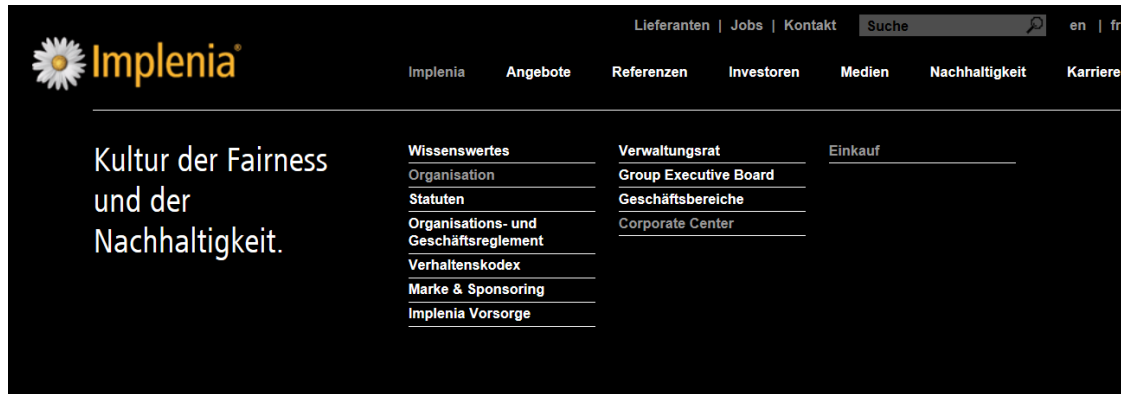 Lieferanten | Jobs | Kontakt Suche en | fr
Implenia®
Implenia Angebote Referenzen Investoren Medien Nachhaltigkeit Karriere
Kultur der Fairness
und der
Nachhaltigkeit.
Wissenswertes
Organisation
Statuten
Organisations- und
Geschäftsreglement
Verhaltenskodex
Marke & Sponsoring
Implenia Vorsorge
Verwaltungsrat
Group Executive Board
Geschäftsbereiche
Corporate Center
Einkauf